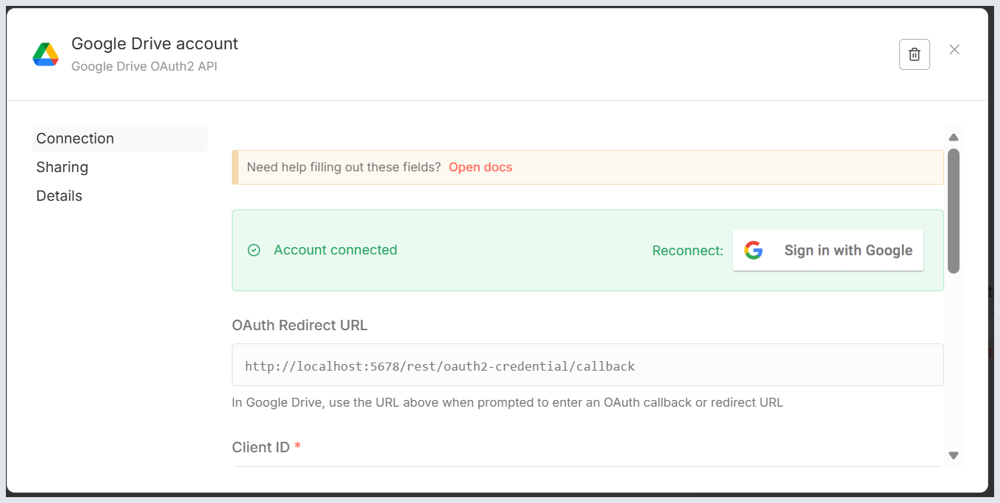 Google Drive account
Google Drive OAuth2 API
Connection
Sharing
Details
Need help filling out these fields? Open docs
Account connected
Reconnect:
Sign in with Google
OAuth Redirect URL
http://localhost:5678/rest/oauth2-credential/callback
In Google Drive, use the URL above when prompted to enter an OAuth callback or redirect URL
Client ID *